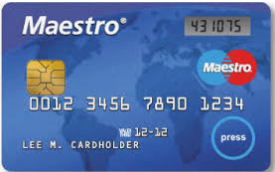 Maestro®
431075
Maestro
0012 3456 7890 1234
12-12
LEE M. CARDHOLDER
press